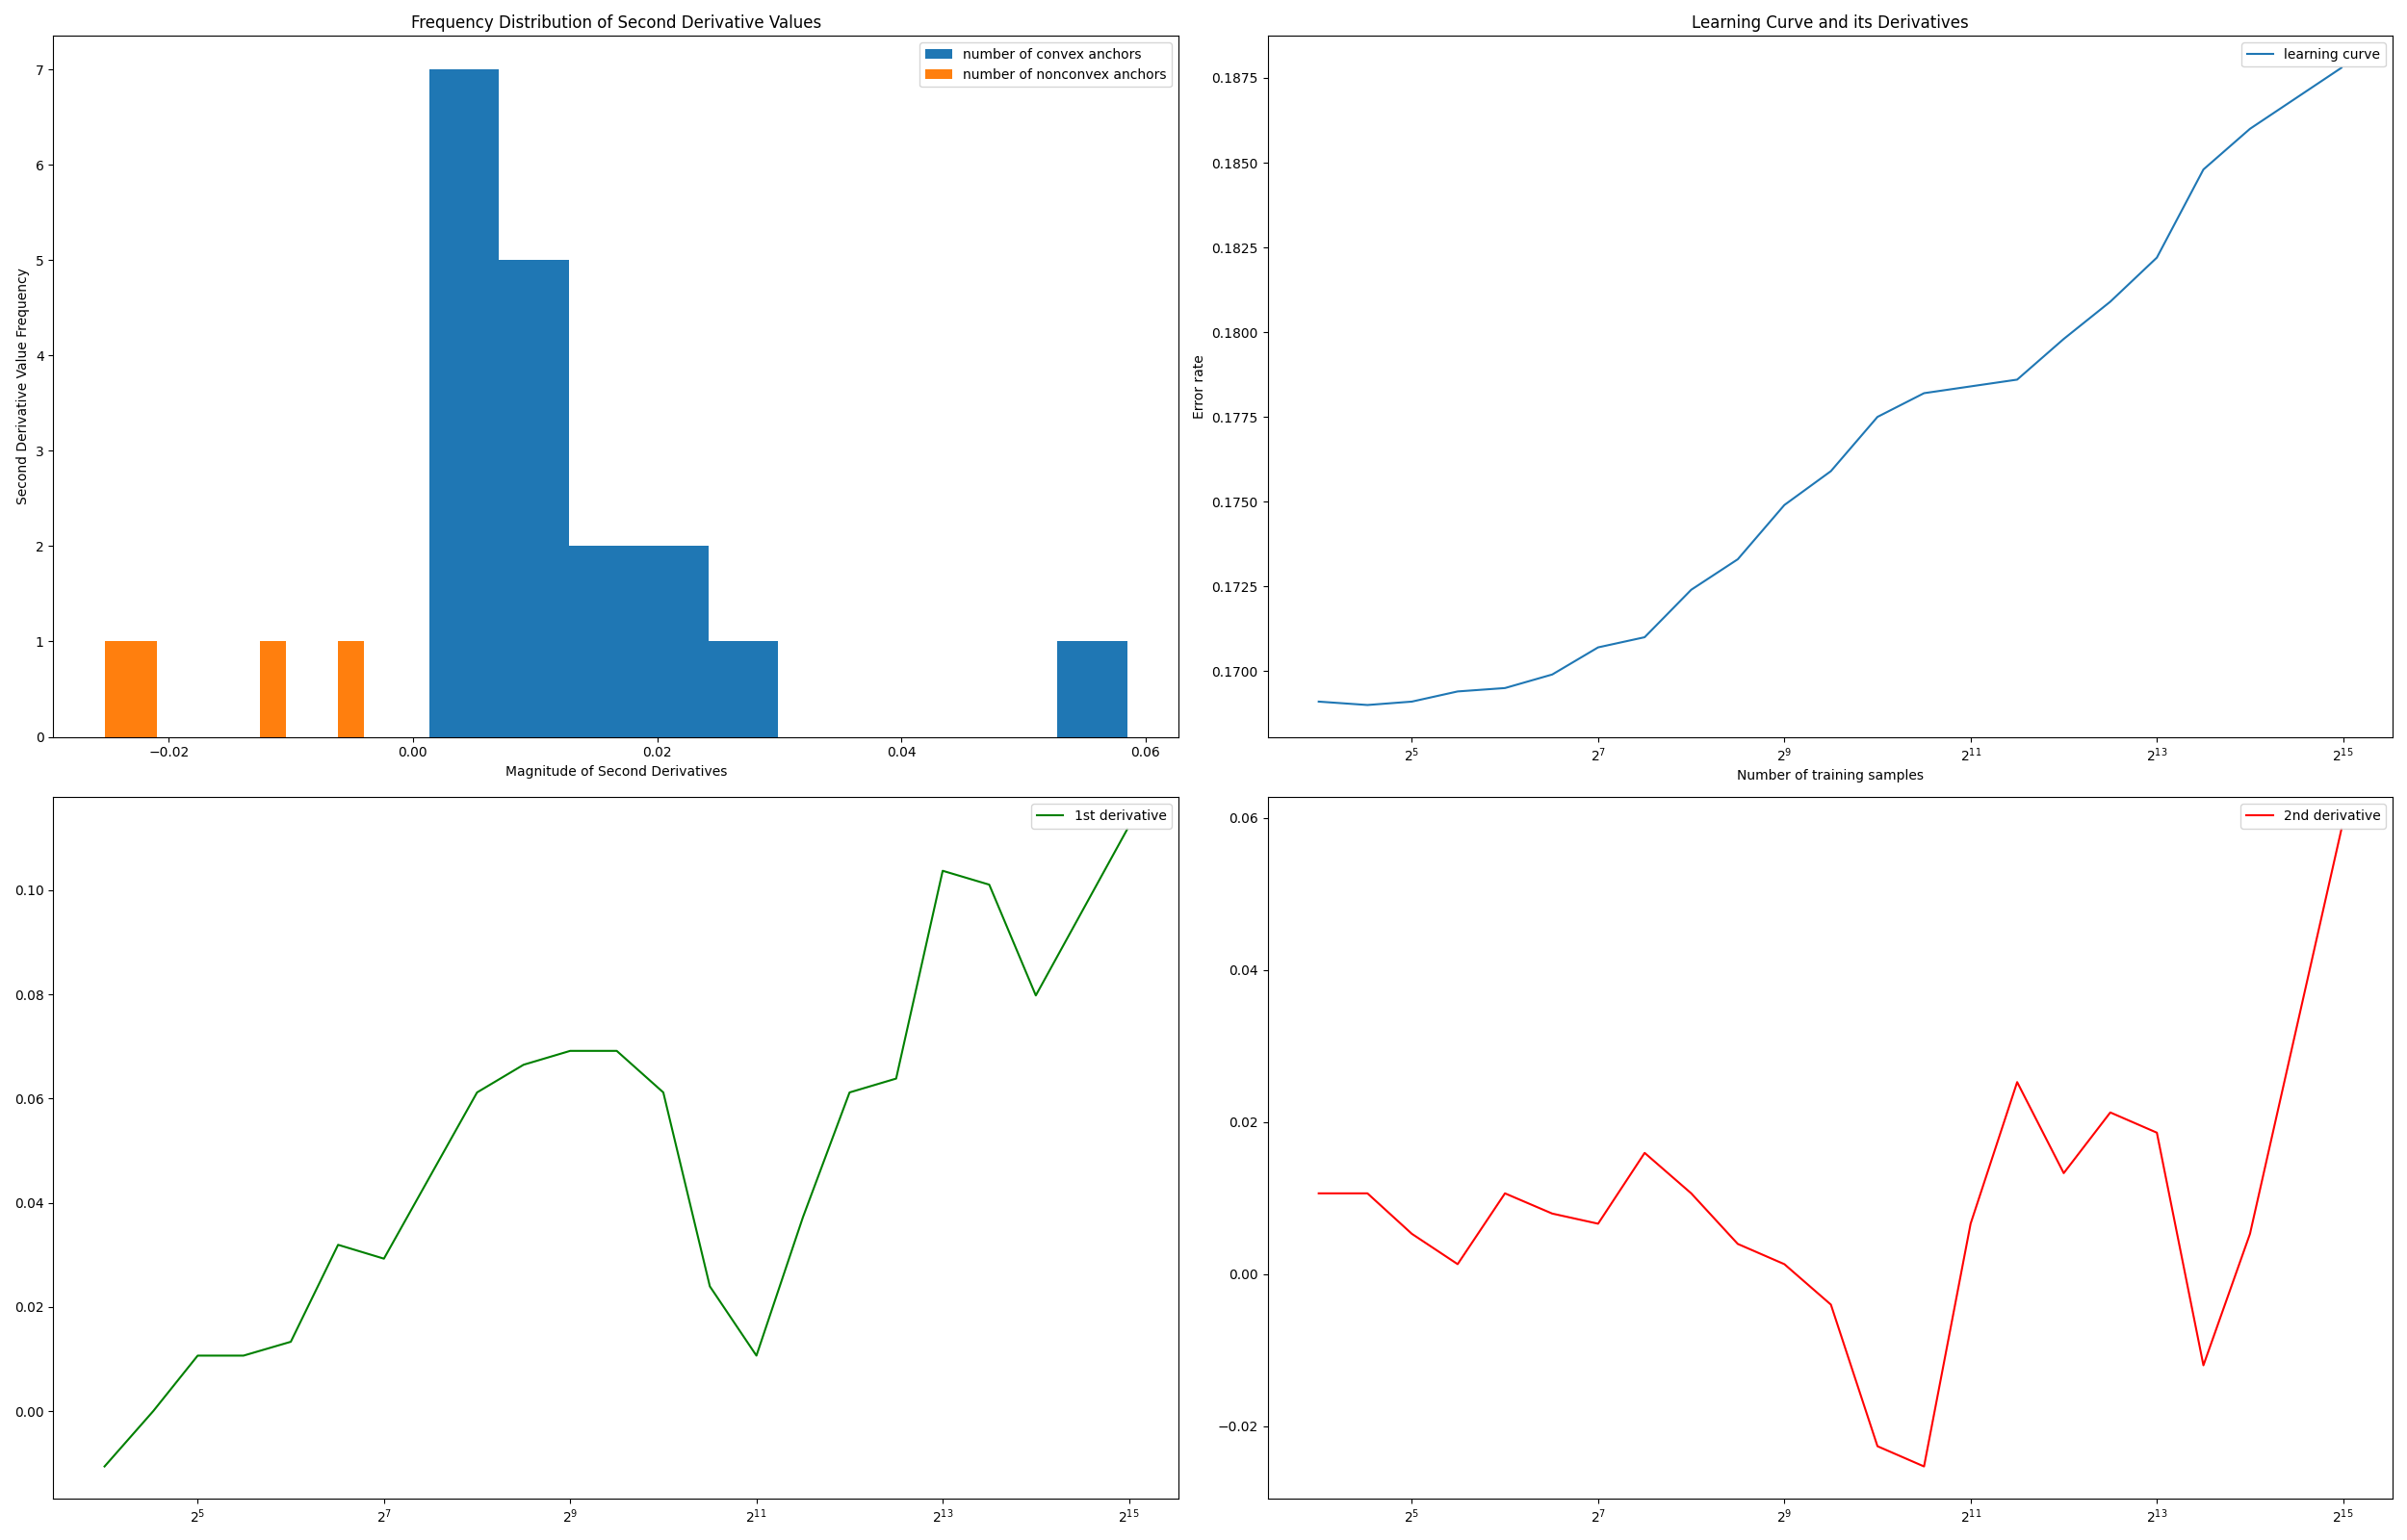 Frequency Distribution of Second Derivative Values
number of convex anchors
number of nonconvex anchors
Second Derivative Value Frequency
7
6
5
4
3
2
1
0
−0.02 0.00 0.02 0.04 0.06
Magnitude of Second Derivatives
Learning Curve and its Derivatives
learning curve
Error rate
0.1875
0.1850
0.1825
0.1800
0.1775
0.1750
0.1725
0.1700
2^5 2^7 2^9 2^11 2^13 2^15
Number of training samples
1st derivative
0.10
0.08
0.06
0.04
0.02
0.00
2^5 2^7 2^9 2^11 2^13 2^15
2nd derivative
0.06
0.04
0.02
0.00
−0.02
2^5 2^7 2^9 2^11 2^13 2^15